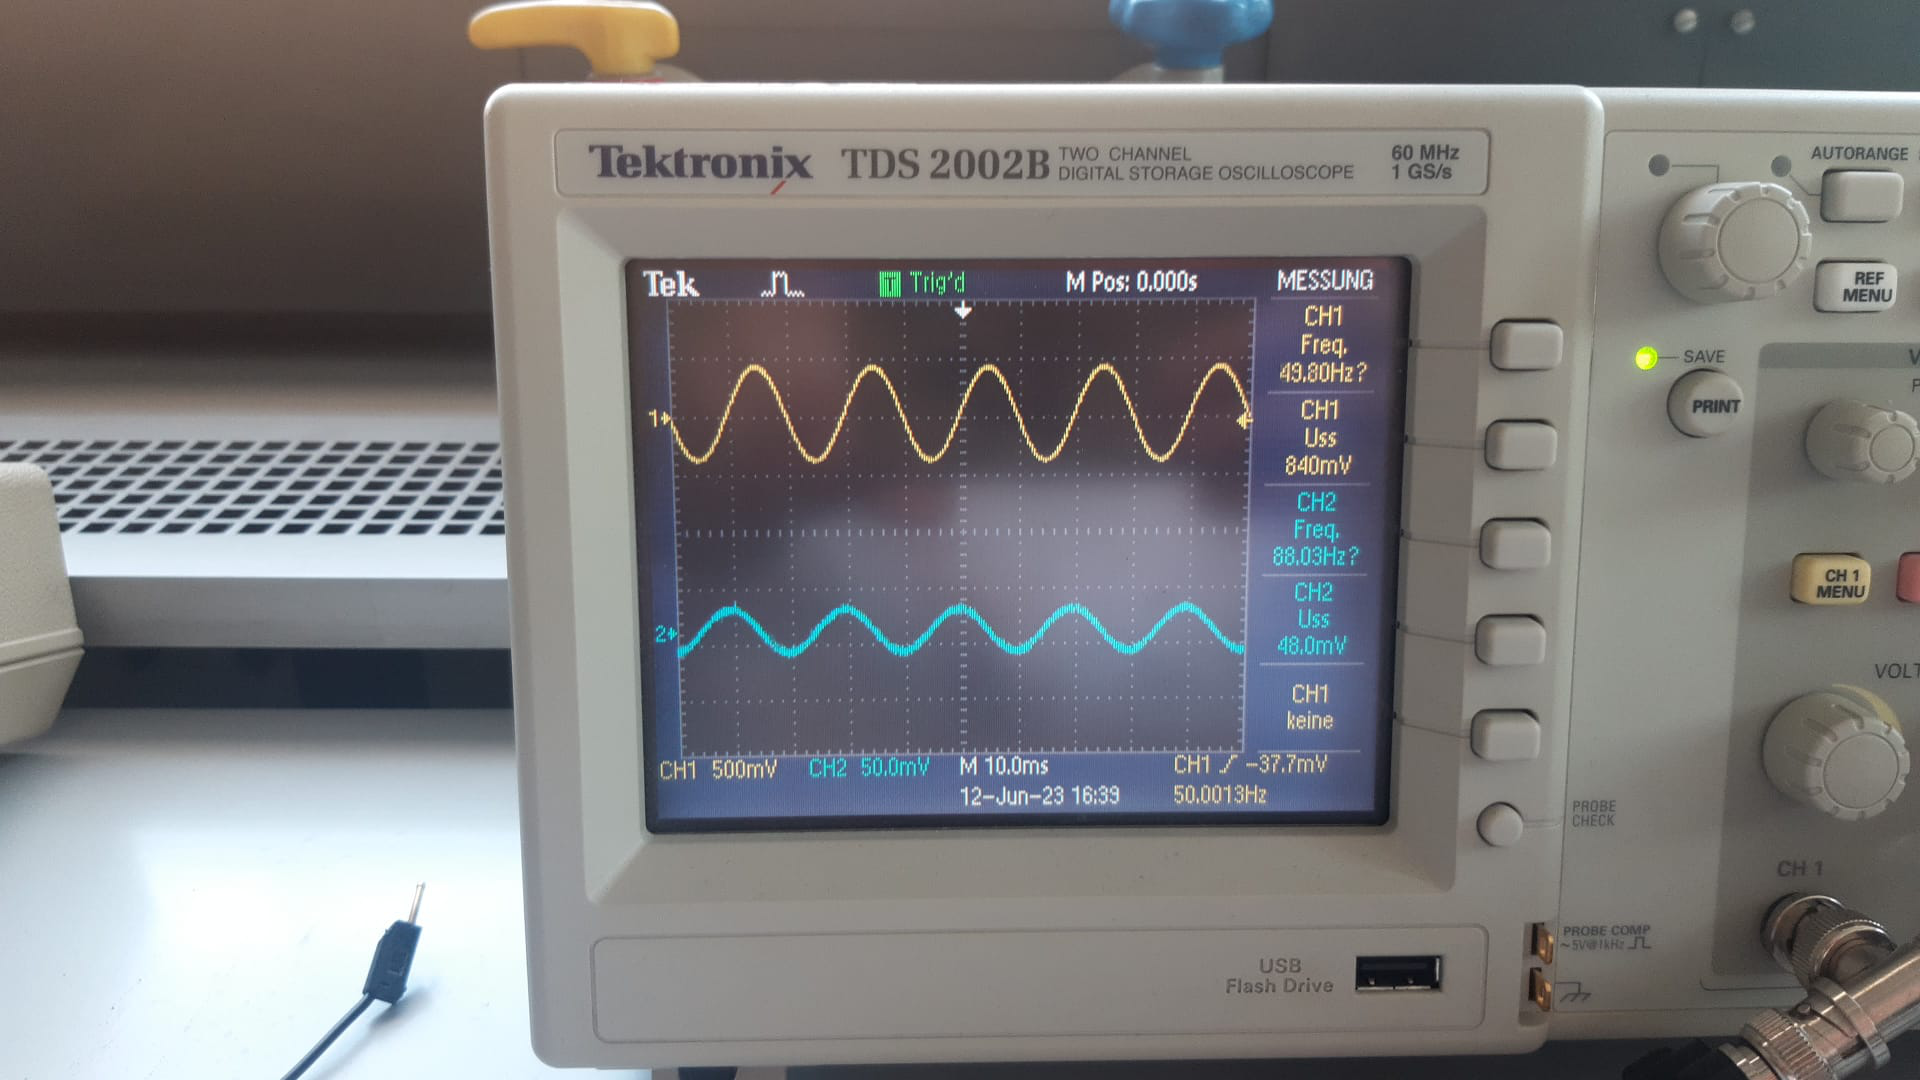 Tektronix TDS 2002B TWO CHANNEL DIGITAL STORAGE OSCILLOSCOPE
60 MHz
1 GS/s
Tek Trig'd M Pos: 0.000s MESSUNG
CH1
Freq.
49.80Hz?
CH1
Uss
840mV
CH2
Freq.
88.03Hz?
CH2
Uss
48.0mV
CH1
keine
1
2
CH1 500mV CH2 50.0mV M 10.0ms CH1 -37.7mV
12-Jun-23 16:39 50.0013Hz
AUTORANGE
REF
MENU
SAVE
PRINT
CH 1
MENU
PROBE
CHECK
CH 1
PROBE COMP
~5V@1kHz
USB
Flash Drive